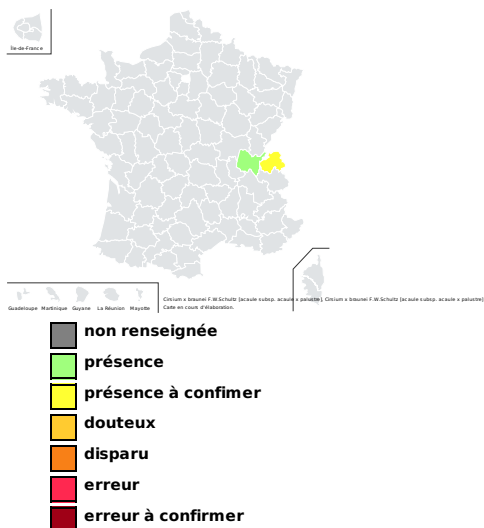 Île-de-France
Guadeloupe Martinique Guyane La Réunion Mayotte
Cirsium x braunei F.W.Schultz [acaule subsp. acaule x palustre], Cirsium x braunei F.W.Schultz [acaule subsp. acaule x palustre]
Carte en cours d'élaboration.
non renseignée
présence
présence à confimer
douteux
disparu
erreur
erreur à confirmer